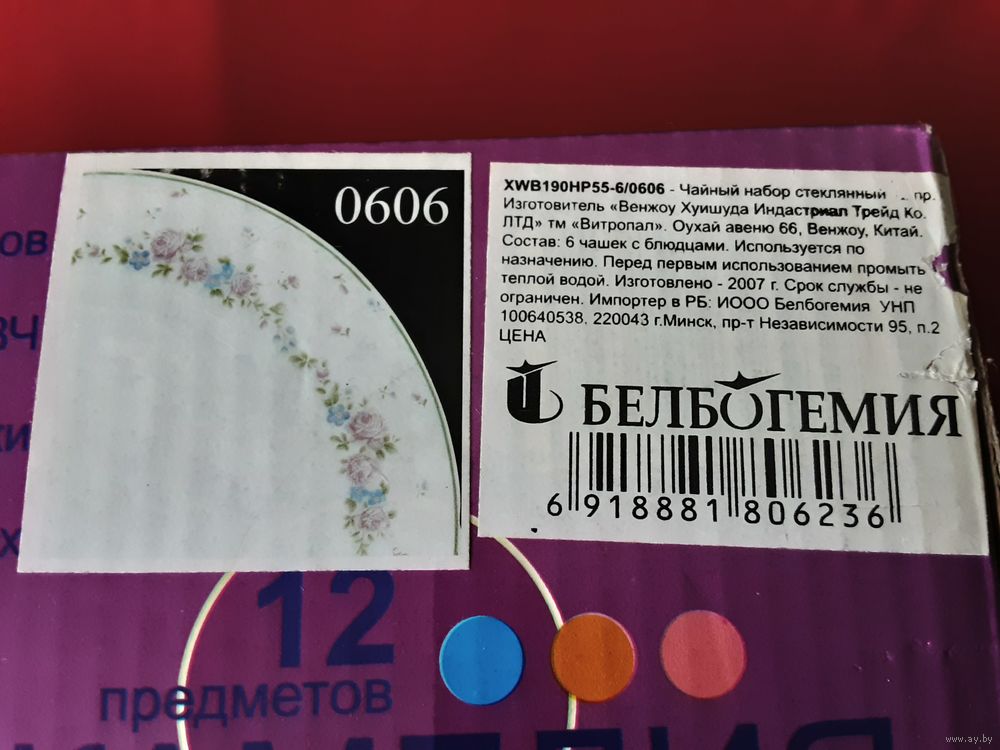 0606
XWB190HP55-6/0606 - Чайный набор стеклянный пр.
Изготовитель «Венжоу Хуишуда Индастриал Трейд Ко.
ЛТД» тм «Витропал». Оухай авеню 66, Венжоу, Китай.
Состав: 6 чашек с блюдцами. Используется по
назначению. Перед первым использованием промыть
теплой водой. Изготовлено - 2007 г. Срок службы - не
ограничен. Импортер в РБ: ИООО Белбогемия УНП
100640538. 220043 г.Минск, пр-т Независимости 95, п.2
ЦЕНА
БЕЛБОГЕМИЯ
6 918881 806236
12
предметов
www.ay.by